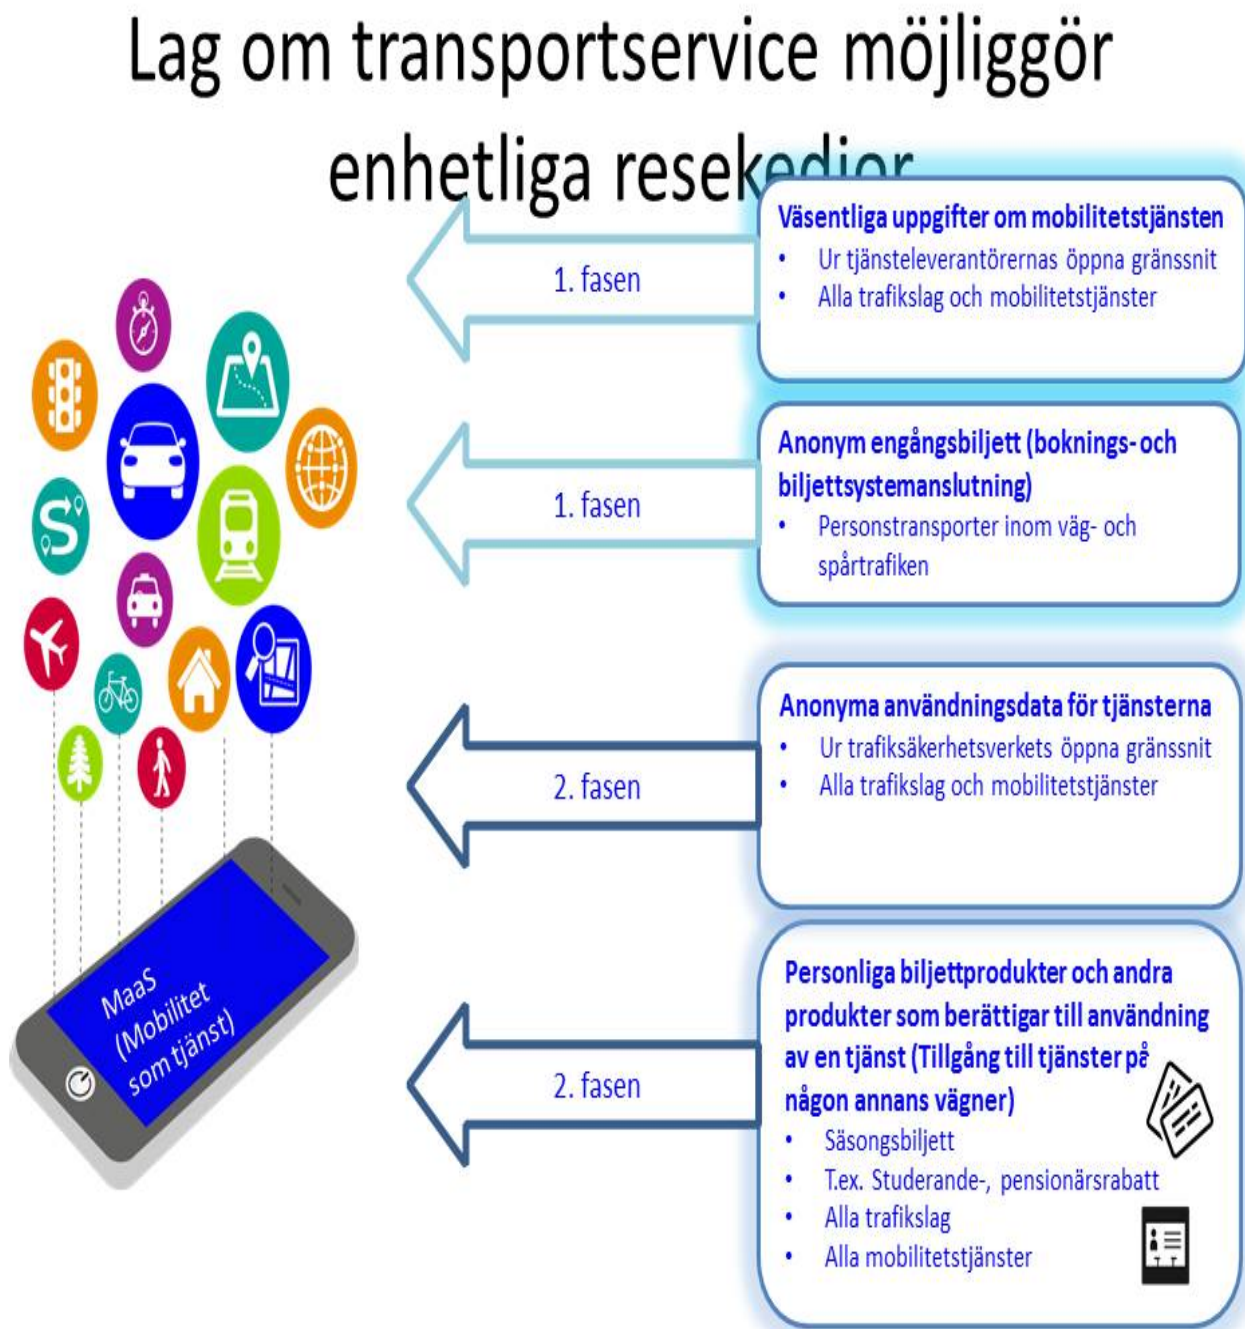 Lag om transportservice möjliggör
enhetliga resekedjor
Väsentliga uppgifter om mobilitetstjänsten
• Ur tjänsteleverantörernas öppna gränssnit
• Alla trafikslag och mobilitetstjänster
1. fasen
Anonym engångsbiljett (boknings- och
biljettsystemanslutning)
• Personstransporter inom väg- och
spårtrafiken
1. fasen
Anonyma användningsdata för tjänsterna
• Ur trafiksäkerhetsverkets öppna gränssnit
• Alla trafikslag och mobilitetstjänster
2. fasen
Personliga biljettprodukter och andra
produkter som berättigar till användning
av en tjänst (Tillgång till tjänster på
någon annans vägner)
• Säsongsbiljett
• T.ex. Studerande-, pensionärsrabatt
• Alla trafikslag
• Alla mobilitetstjänster
2. fasen
MaaS
(Mobilitet
som tjänst)